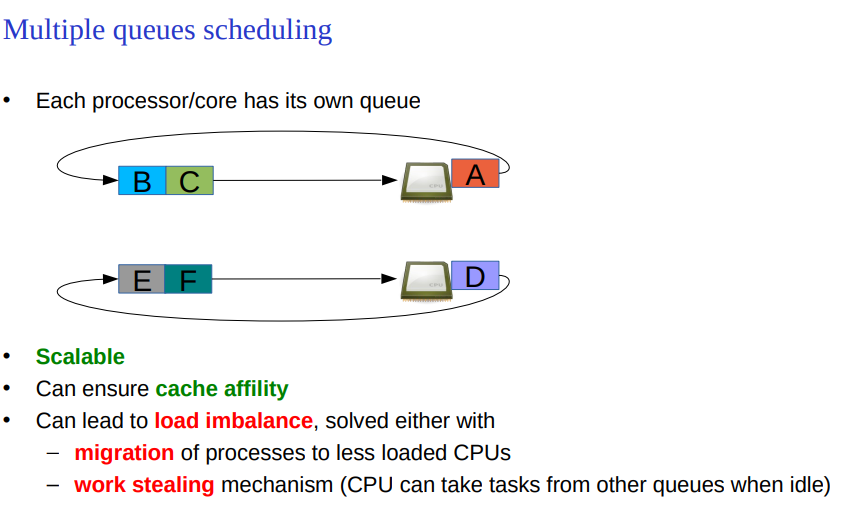 Multiple queues scheduling
• Each processor/core has its own queue
B C A
E F D
• Scalable
• Can ensure cache affility
• Can lead to load imbalance, solved either with
– migration of processes to less loaded CPUs
– work stealing mechanism (CPU can take tasks from other queues when idle)